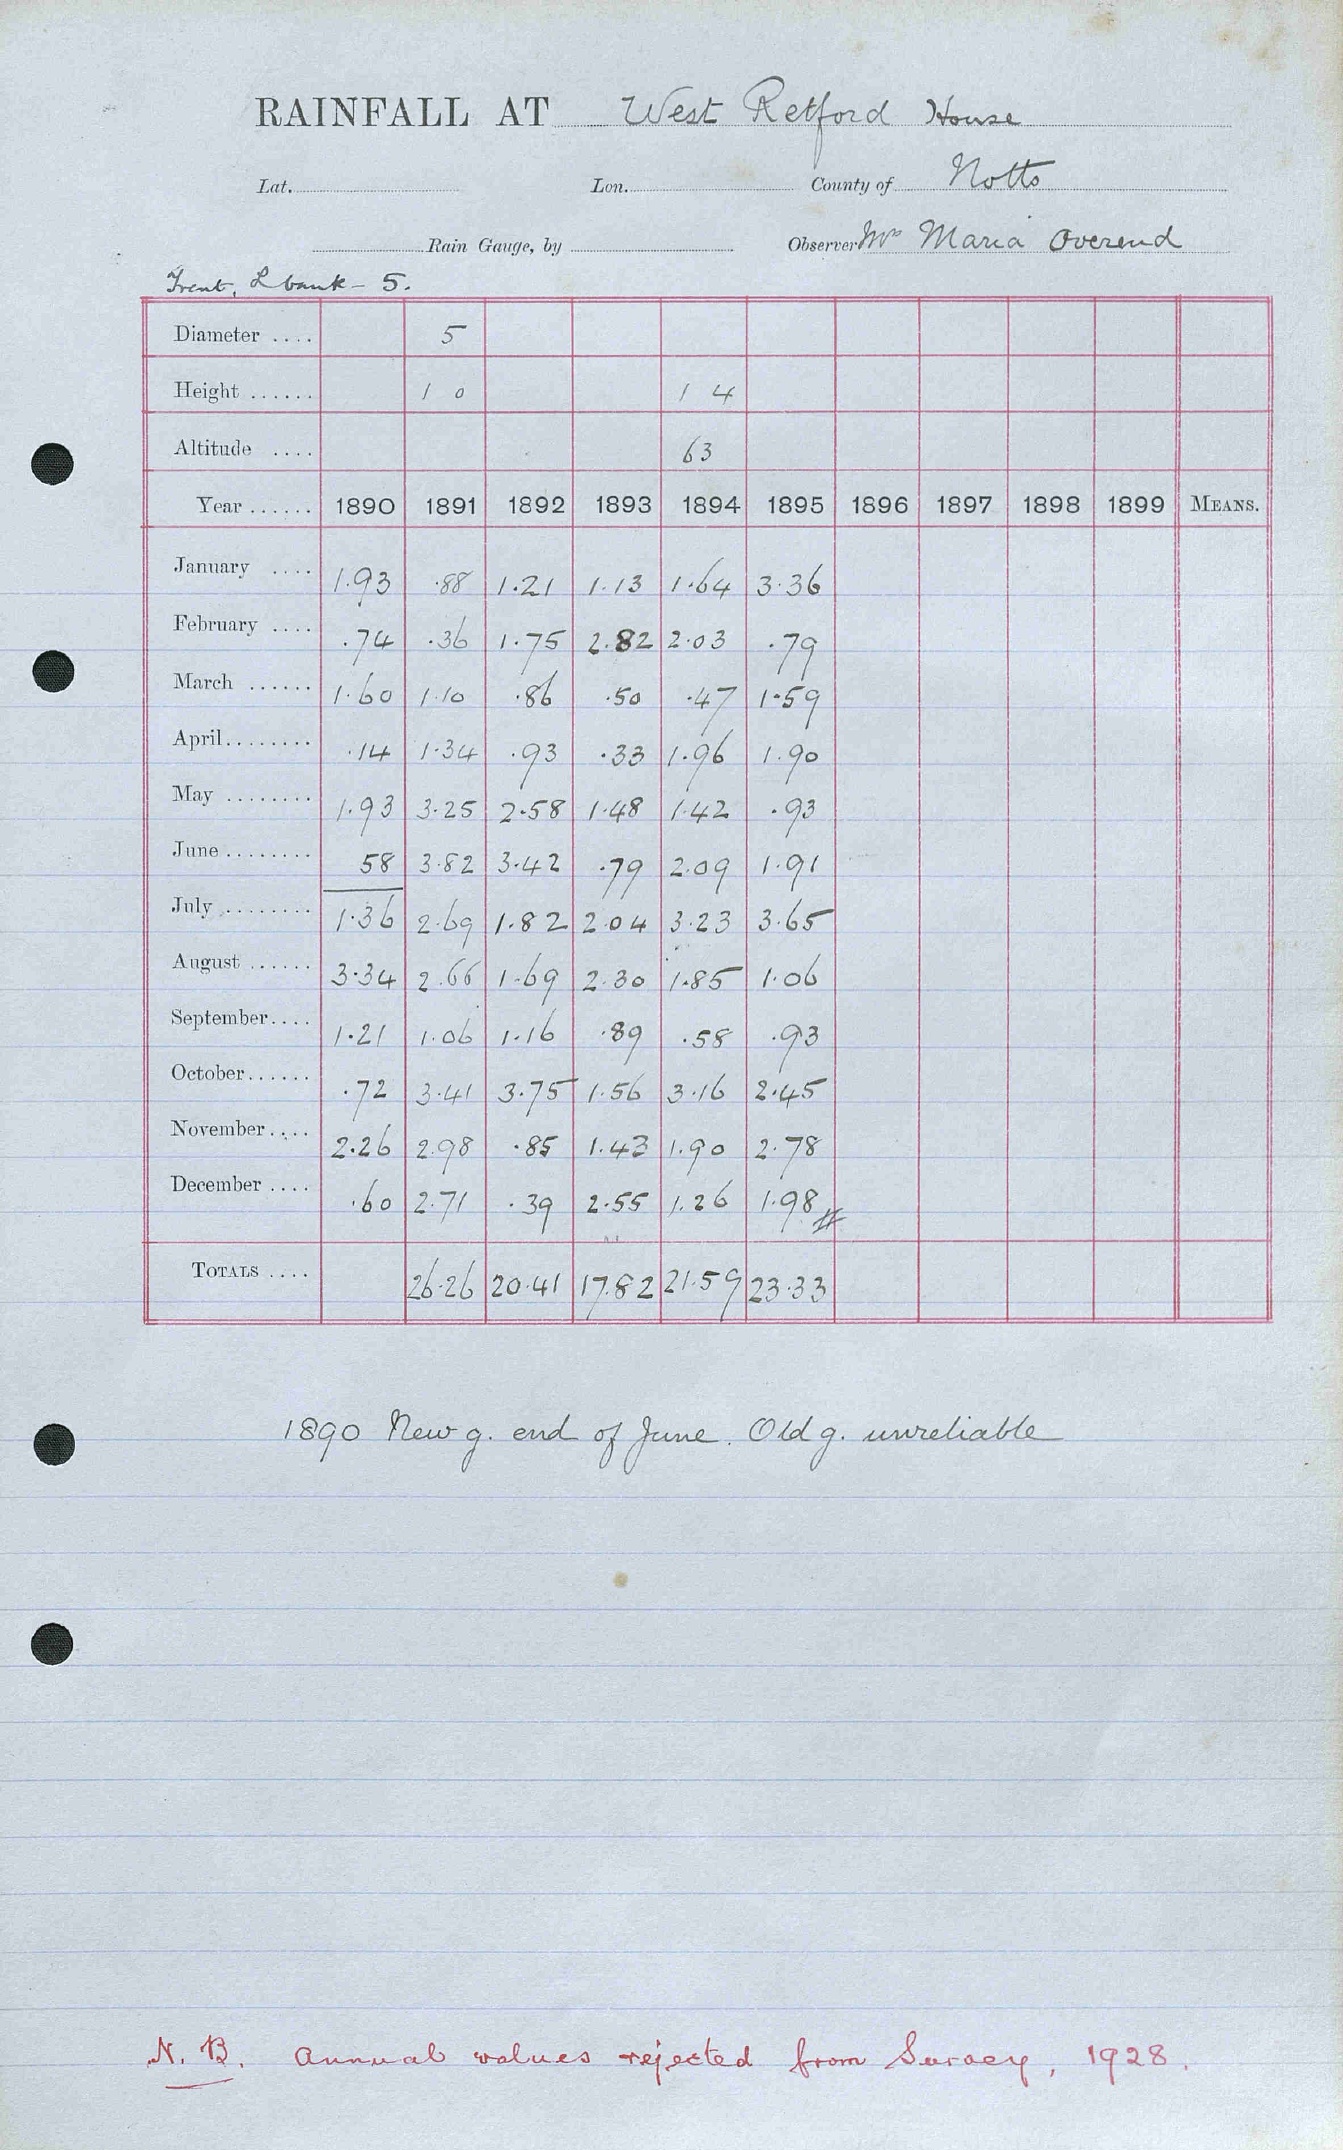 RAINFALL AT West Retford House
Lat. Lon. County of Notts
Rain Gauge, by Observer Mrs Maria Overend
Trent, L bank - 5.
Diameter .... 5
Height ...... 1 0 1 4
Altitude .... 63
Year ...... 1890 1891 1892 1893 1894 1895 1896 1897 1898 1899 MEANS.
January .... 1.93 .88 1.21 1.13 1.64 3.36
February .... .74 .36 1.75 2.82 2.03 .79
March ...... 1.60 1.10 .86 .50 .47 1.59
April........ .14 1.34 .93 .33 1.96 1.90
May ........ 1.93 3.25 2.58 1.48 1.42 .93
June ........ 58 3.82 3.42 .79 2.09 1.91
July ........ 1.36 2.69 1.82 2.04 3.23 3.65
August ...... 3.34 2.66 1.69 2.30 1.85 1.06
September.... 1.21 1.06 1.16 .89 .58 .93
October...... .72 3.41 3.75 1.56 3.16 2.45
November.... 2.26 2.98 .85 1.43 1.90 2.78
December .... .60 2.71 .39 2.55 1.26 1.98 #
TOTALS .... 26.26 20.41 17.82 21.59 23.33
1890 New g. end of June. Old g. unreliable
N. B. Annual values rejected from Survey, 1928.